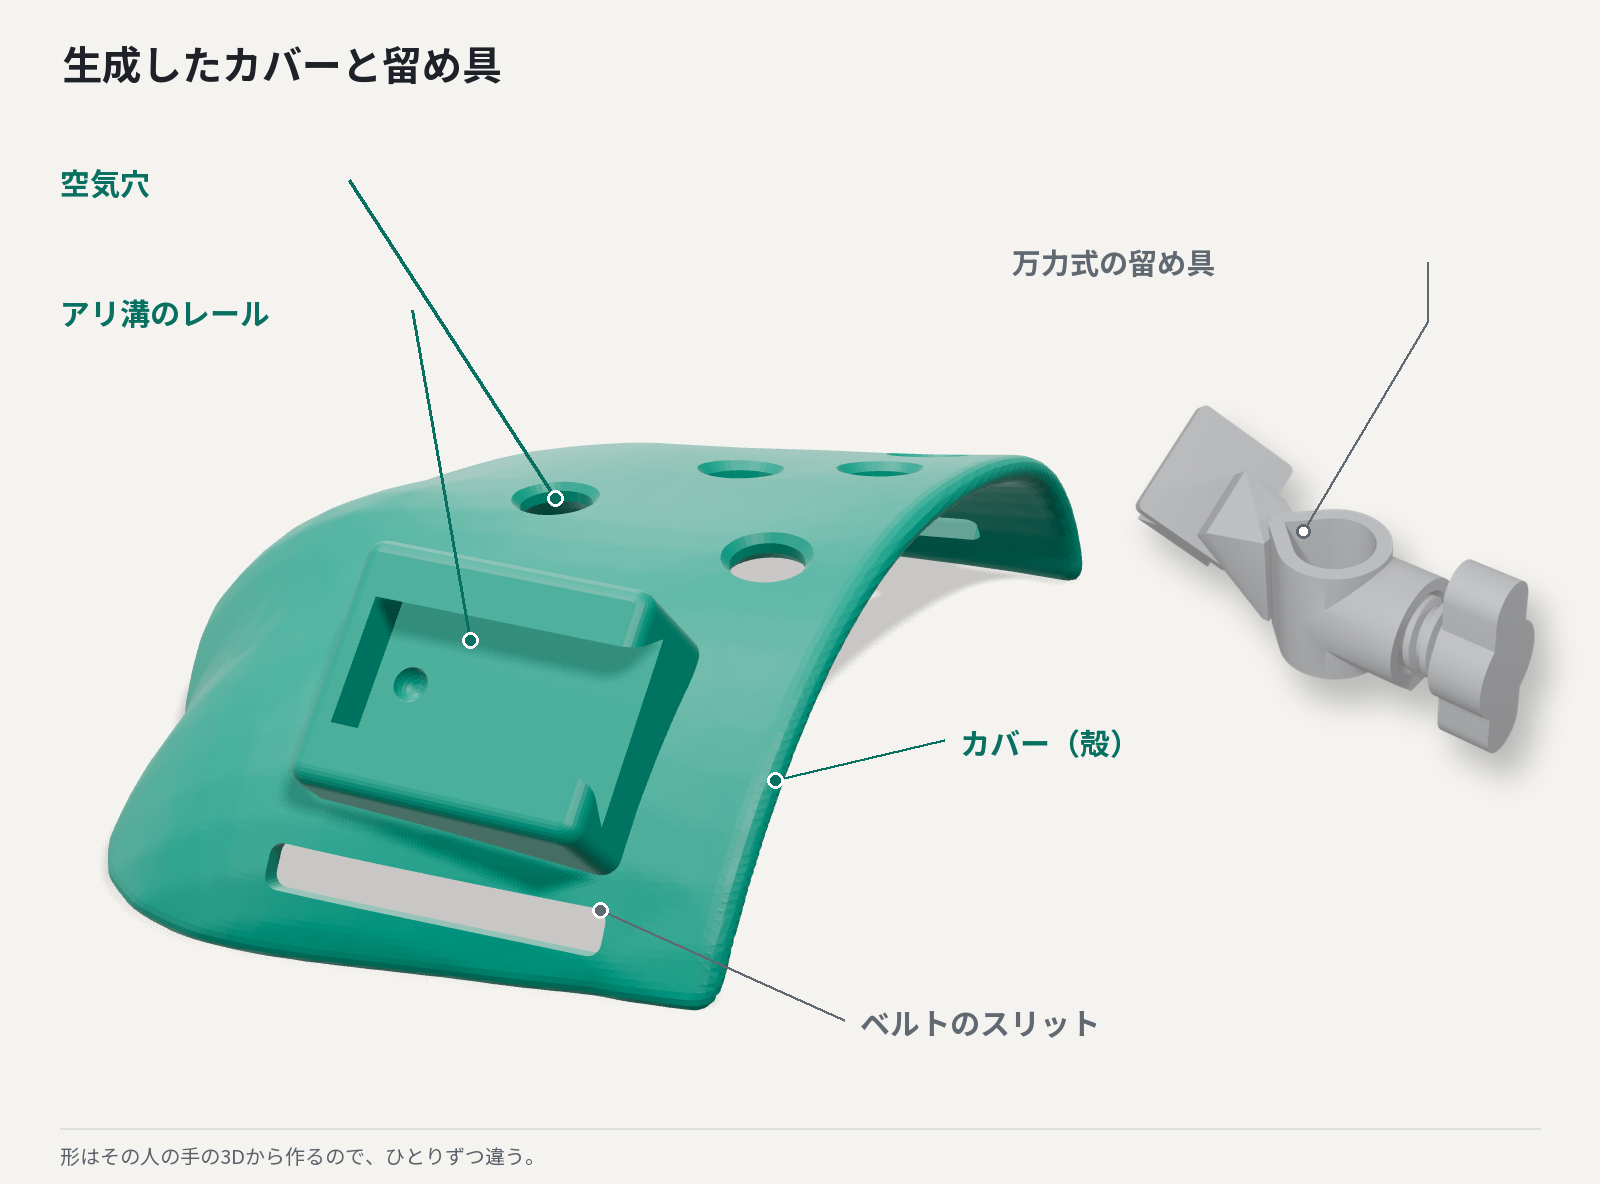 生成したカバーと留め具
空気穴
アリ溝のレール
万力式の留め具
カバー（殻）
ベルトのスリット
形はその人の手の3Dから作るので、ひとりずつ違う。